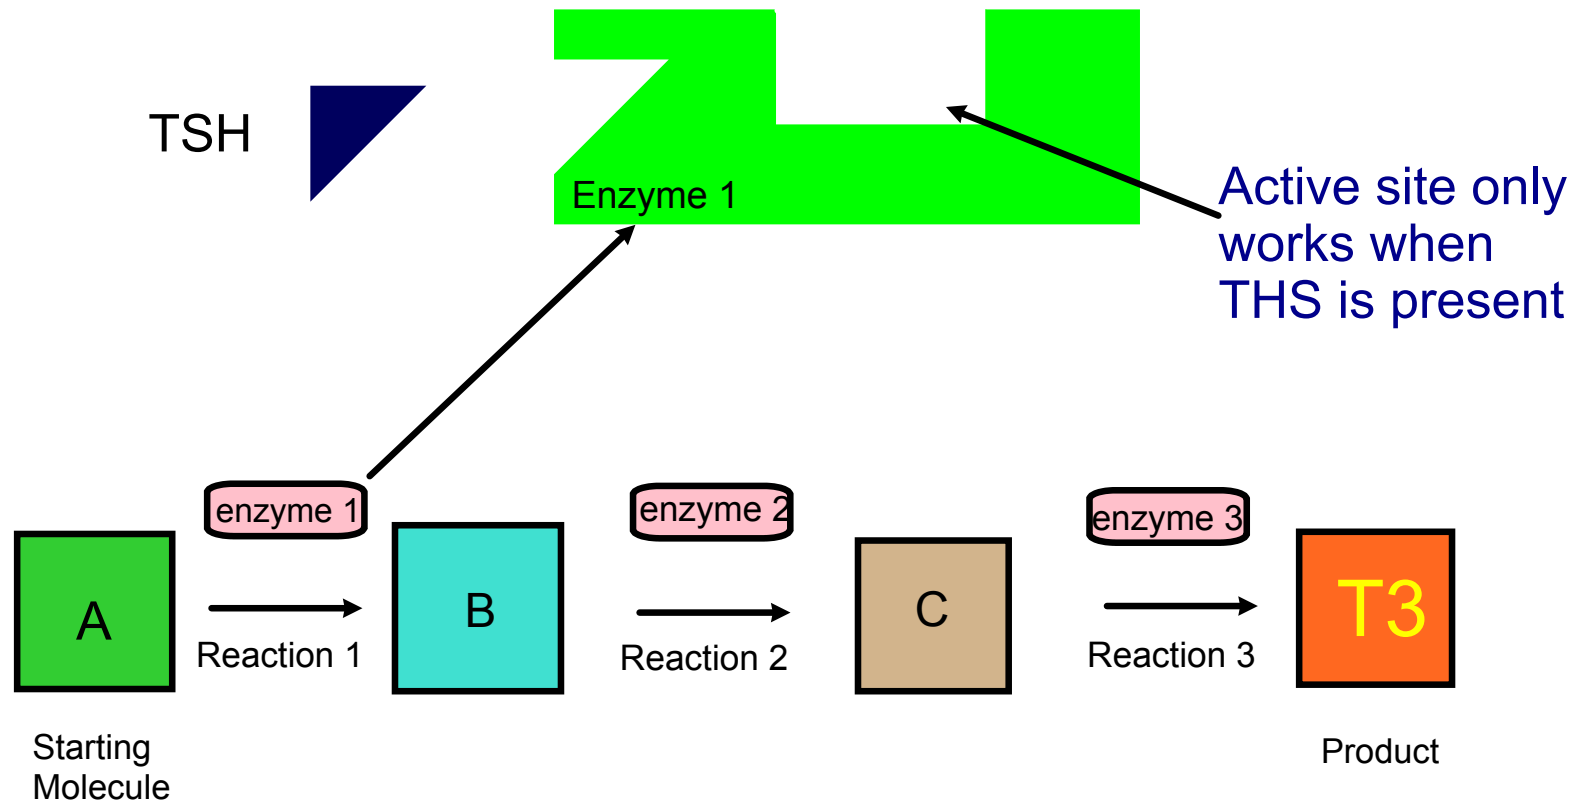 TSH
Enzyme 1
Active site only
works when
THS is present
enzyme 1
enzyme 2
enzyme 3
A
B
C
T3
Reaction 1
Reaction 2
Reaction 3
Starting
Molecule
Product